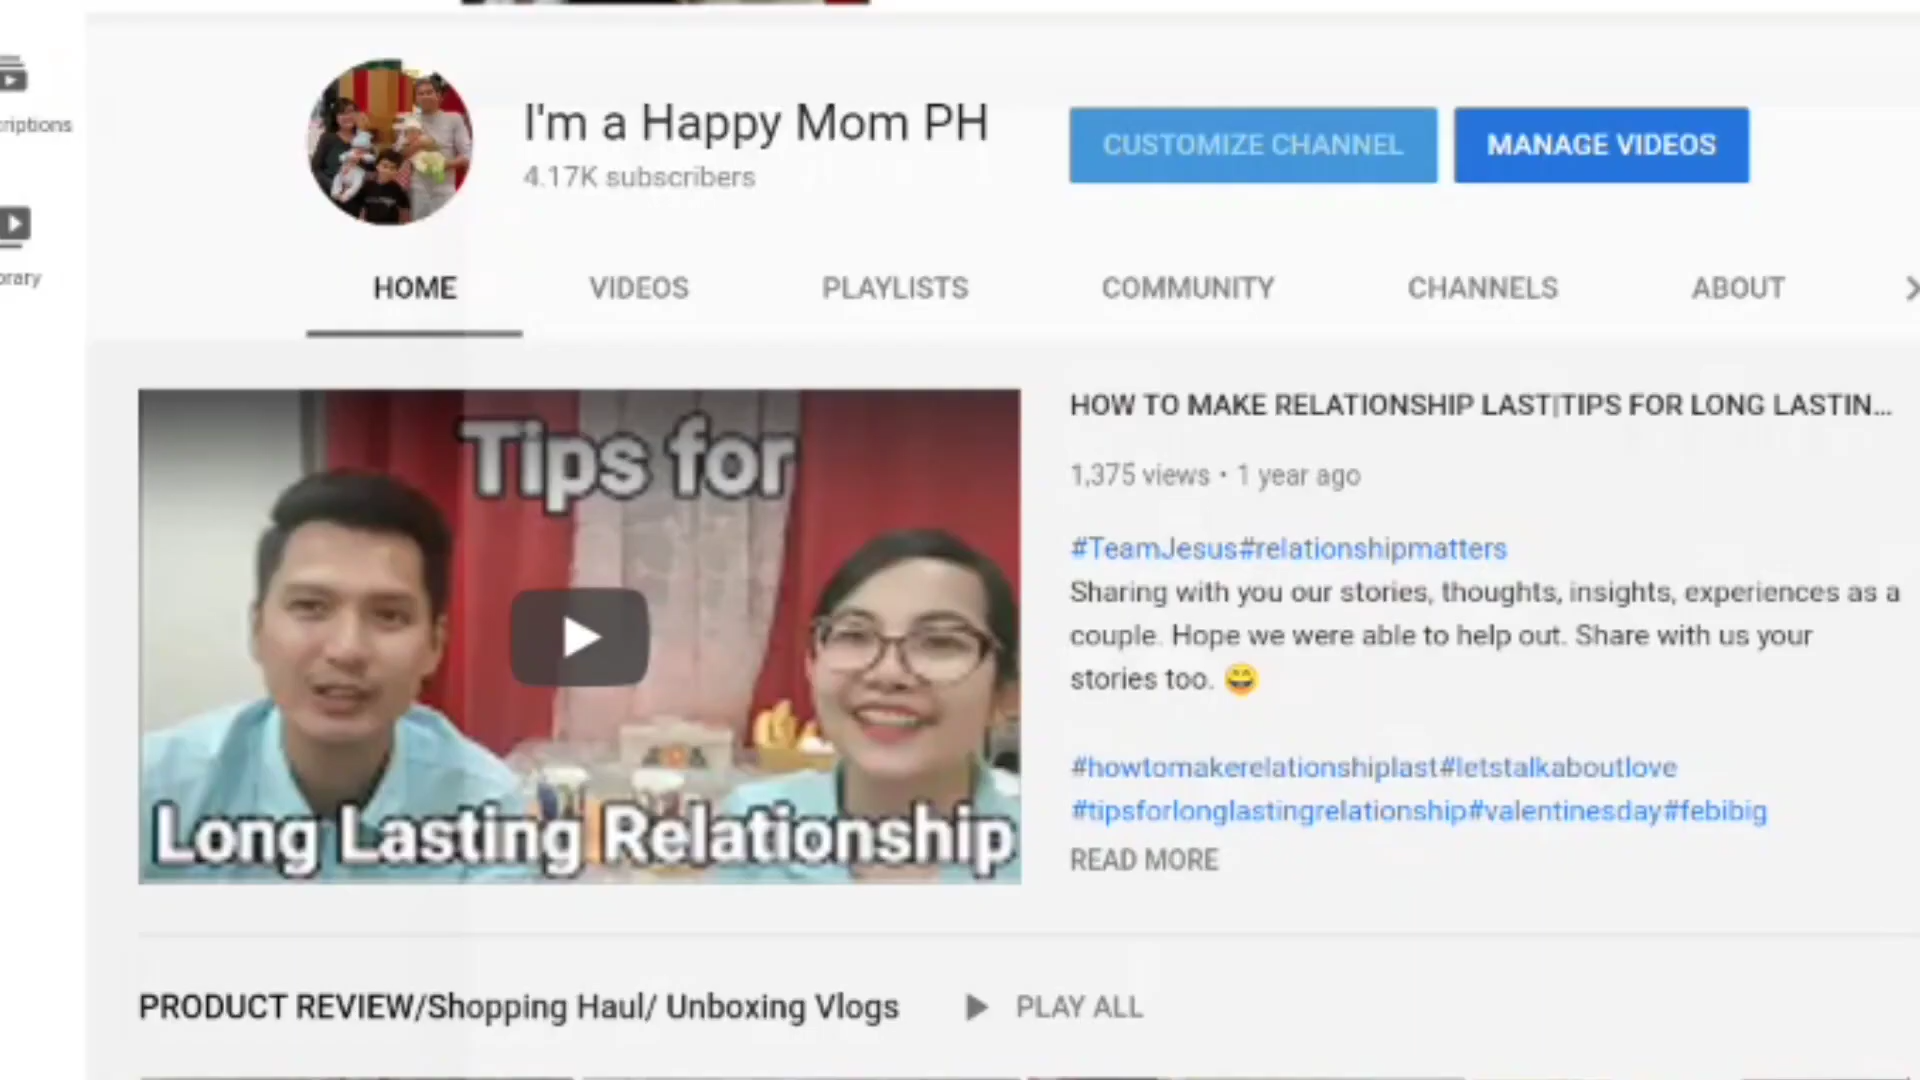 I'm a Happy Mom PH
4.17K subscribers
CUSTOMIZE CHANNEL
MANAGE VIDEOS
criptions
brary
HOME
VIDEOS
PLAYLISTS
COMMUNITY
CHANNELS
ABOUT
Tips for
Long Lasting Relationship
HOW TO MAKE RELATIONSHIP LAST|TIPS FOR LONG LASTIN...
1,375 views • 1 year ago
#TeamJesus#relationshipmatters
Sharing with you our stories, thoughts, insights, experiences as a
couple. Hope we were able to help out. Share with us your
stories too. 😄
#howtomakerelationshiplast#letstalkaboutlove
#tipsforlonglastingrelationship#valentinesday#febibig
READ MORE
PRODUCT REVIEW/Shopping Haul/ Unboxing Vlogs
PLAY ALL